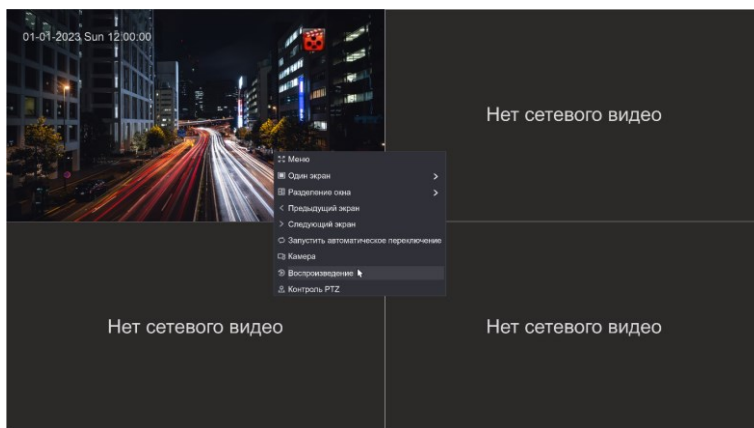 01-01-2023 Sun 12:00:00
Нет сетевого видео
Меню
Один экран
Разделение окна
Предыдущий экран
Следующий экран
Запустить автоматическое переключение
Камера
Воспроизведение
Контроль PTZ
Нет сетевого видео
Нет сетевого видео